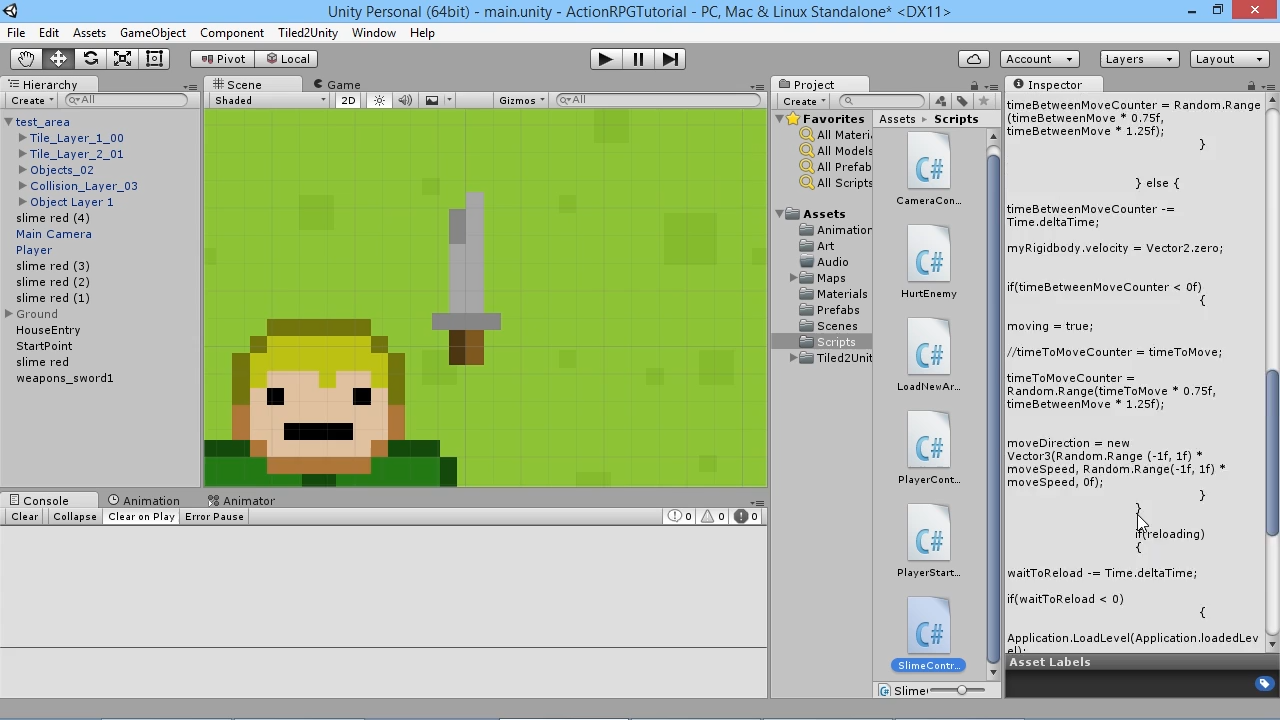 Unity Personal (64bit) - main.unity - ActionRPGTutorial - PC, Mac & Linux Standalone* <DX11>
File Edit Assets GameObject Component Tiled2Unity Window Help
Pivot Local Account Layers Layout
Hierarchy
Create All
test_area
Tile_Layer_1_00
Tile_Layer_2_01
Objects_02
Collision_Layer_03
Object Layer 1
slime red (4)
Main Camera
Player
slime red (3)
slime red (2)
slime red (1)
Ground
HouseEntry
StartPoint
slime red
weapons_sword1
Scene Game
Shaded 2D Gizmos All
Console Animation Animator
Clear Collapse Clear on Play Error Pause 0 0 0
Project
Create
Favorites
All Materi
All Models
All Prefab
All Scripts
Assets
Animation
Art
Audio
Maps
Materials
Prefabs
Scenes
Scripts
Tiled2Unit
Assets Scripts
C#
CameraCon...
C#
HurtEnemy
C#
LoadNewAr...
C#
PlayerCont...
C#
PlayerStart...
C#
SlimeContr...
Slime
Inspector
timeBetweenMoveCounter = Random.Range
(timeBetweenMove * 0.75f,
timeBetweenMove * 1.25f);
}
} else {
timeBetweenMoveCounter -=
Time.deltaTime;
myRigidbody.velocity = Vector2.zero;
if(timeBetweenMoveCounter < 0f)
{
moving = true;
//timeToMoveCounter = timeToMove;
timeToMoveCounter =
Random.Range(timeToMove * 0.75f,
timeBetweenMove * 1.25f);
moveDirection = new
Vector3(Random.Range (-1f, 1f) *
moveSpeed, Random.Range(-1f, 1f) *
moveSpeed, 0f);
}
}
if(reloading)
{
waitToReload -= Time.deltaTime;
if(waitToReload < 0)
{
Application.LoadLevel(Application.loadedLev
el);
Asset Labels